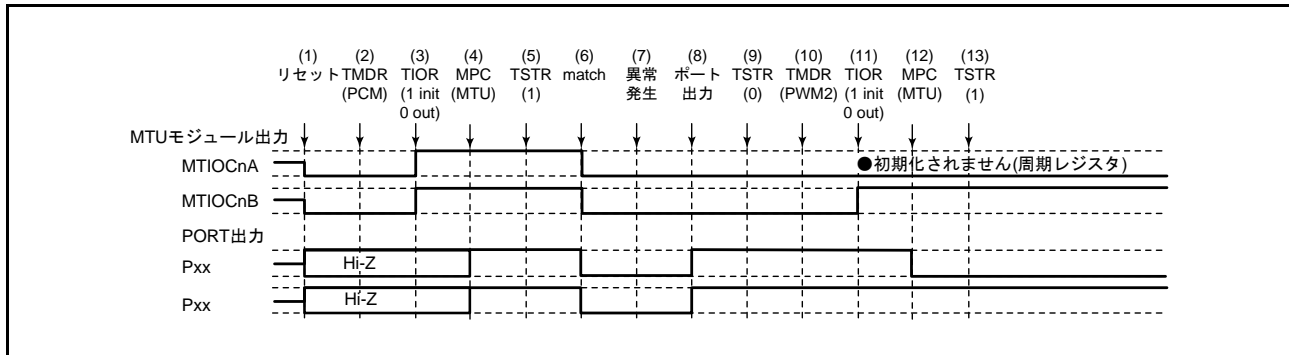 (1) (2) (3) (4) (5) (6) (7) (8) (9) (10) (11) (12) (13)
リセット TMDR TIOR MPC TSTR match 異常 ポート TSTR TMDR TIOR MPC TSTR
(PCM) (1 init (MTU) (1) 発生 出力 (0) (PWM2) (1 init (MTU) (1)
0 out) 0 out)
MTUモジュール出力
MTIOCnA ●初期化されません(周期レジスタ)
MTIOCnB
PORT出力
Pxx Hi-Z
Pxx Hi-Z